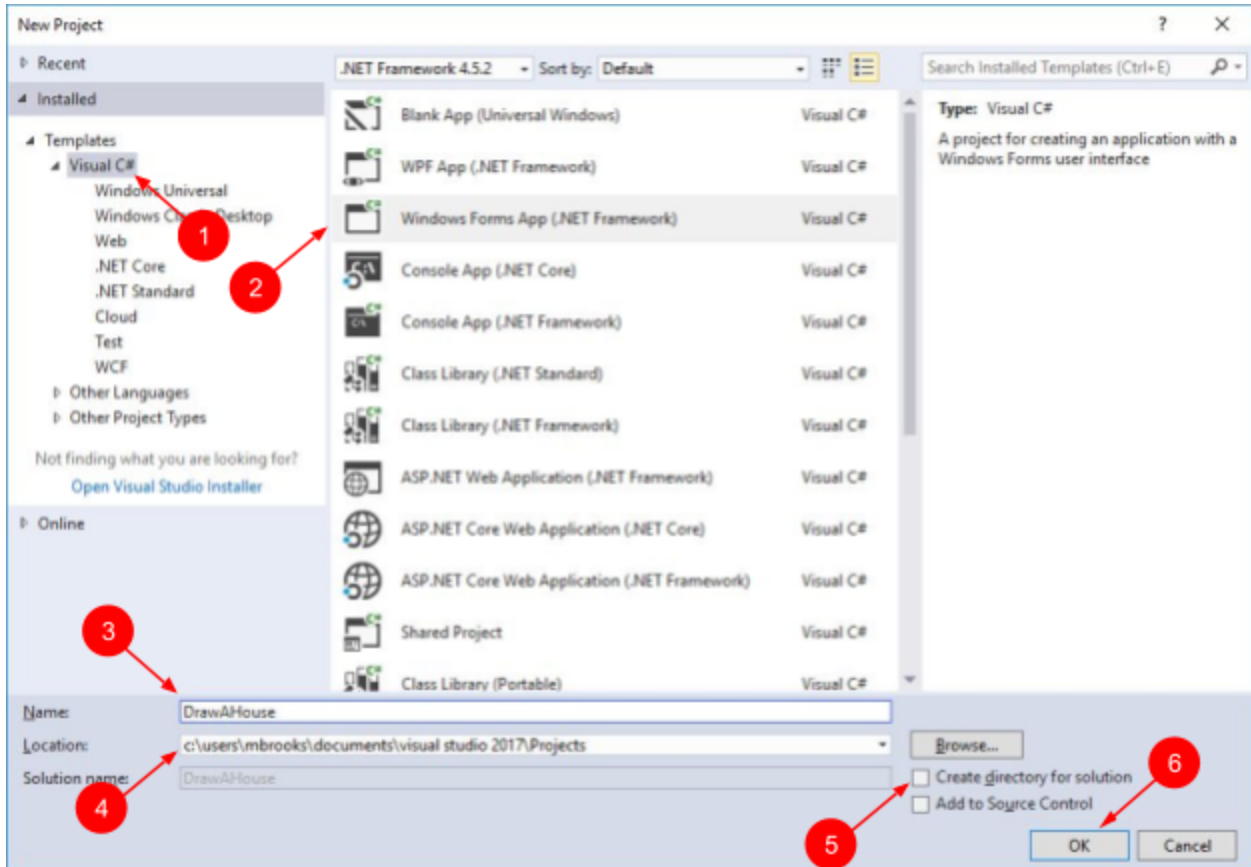 New Project
Recent
.NET Framework 4.5.2
Sort by: Default
Search Installed Templates (Ctrl+E)
Installed
Templates
Visual C#
Windows Universal
Windows Classic Desktop
Web
.NET Core
.NET Standard
Cloud
Test
WCF
Other Languages
Other Project Types
Not finding what you are looking for?
Open Visual Studio Installer
Online
Blank App (Universal Windows) Visual C#
WPF App (.NET Framework) Visual C#
Windows Forms App (.NET Framework) Visual C#
Console App (.NET Core) Visual C#
Console App (.NET Framework) Visual C#
Class Library (.NET Standard) Visual C#
Class Library (.NET Framework) Visual C#
ASP.NET Web Application (.NET Framework) Visual C#
ASP.NET Core Web Application (.NET Core) Visual C#
ASP.NET Core Web Application (.NET Framework) Visual C#
Shared Project Visual C#
Class Library (Portable) Visual C#
Type: Visual C#
A project for creating an application with a
Windows Forms user interface
1
2
3
Name: DrawAHouse
Location: c:\users\mbrooks\documents\visual studio 2017\Projects
Browse...
Solution name: DrawAHouse
Create directory for solution
Add to Source Control
4
5
6
OK
Cancel